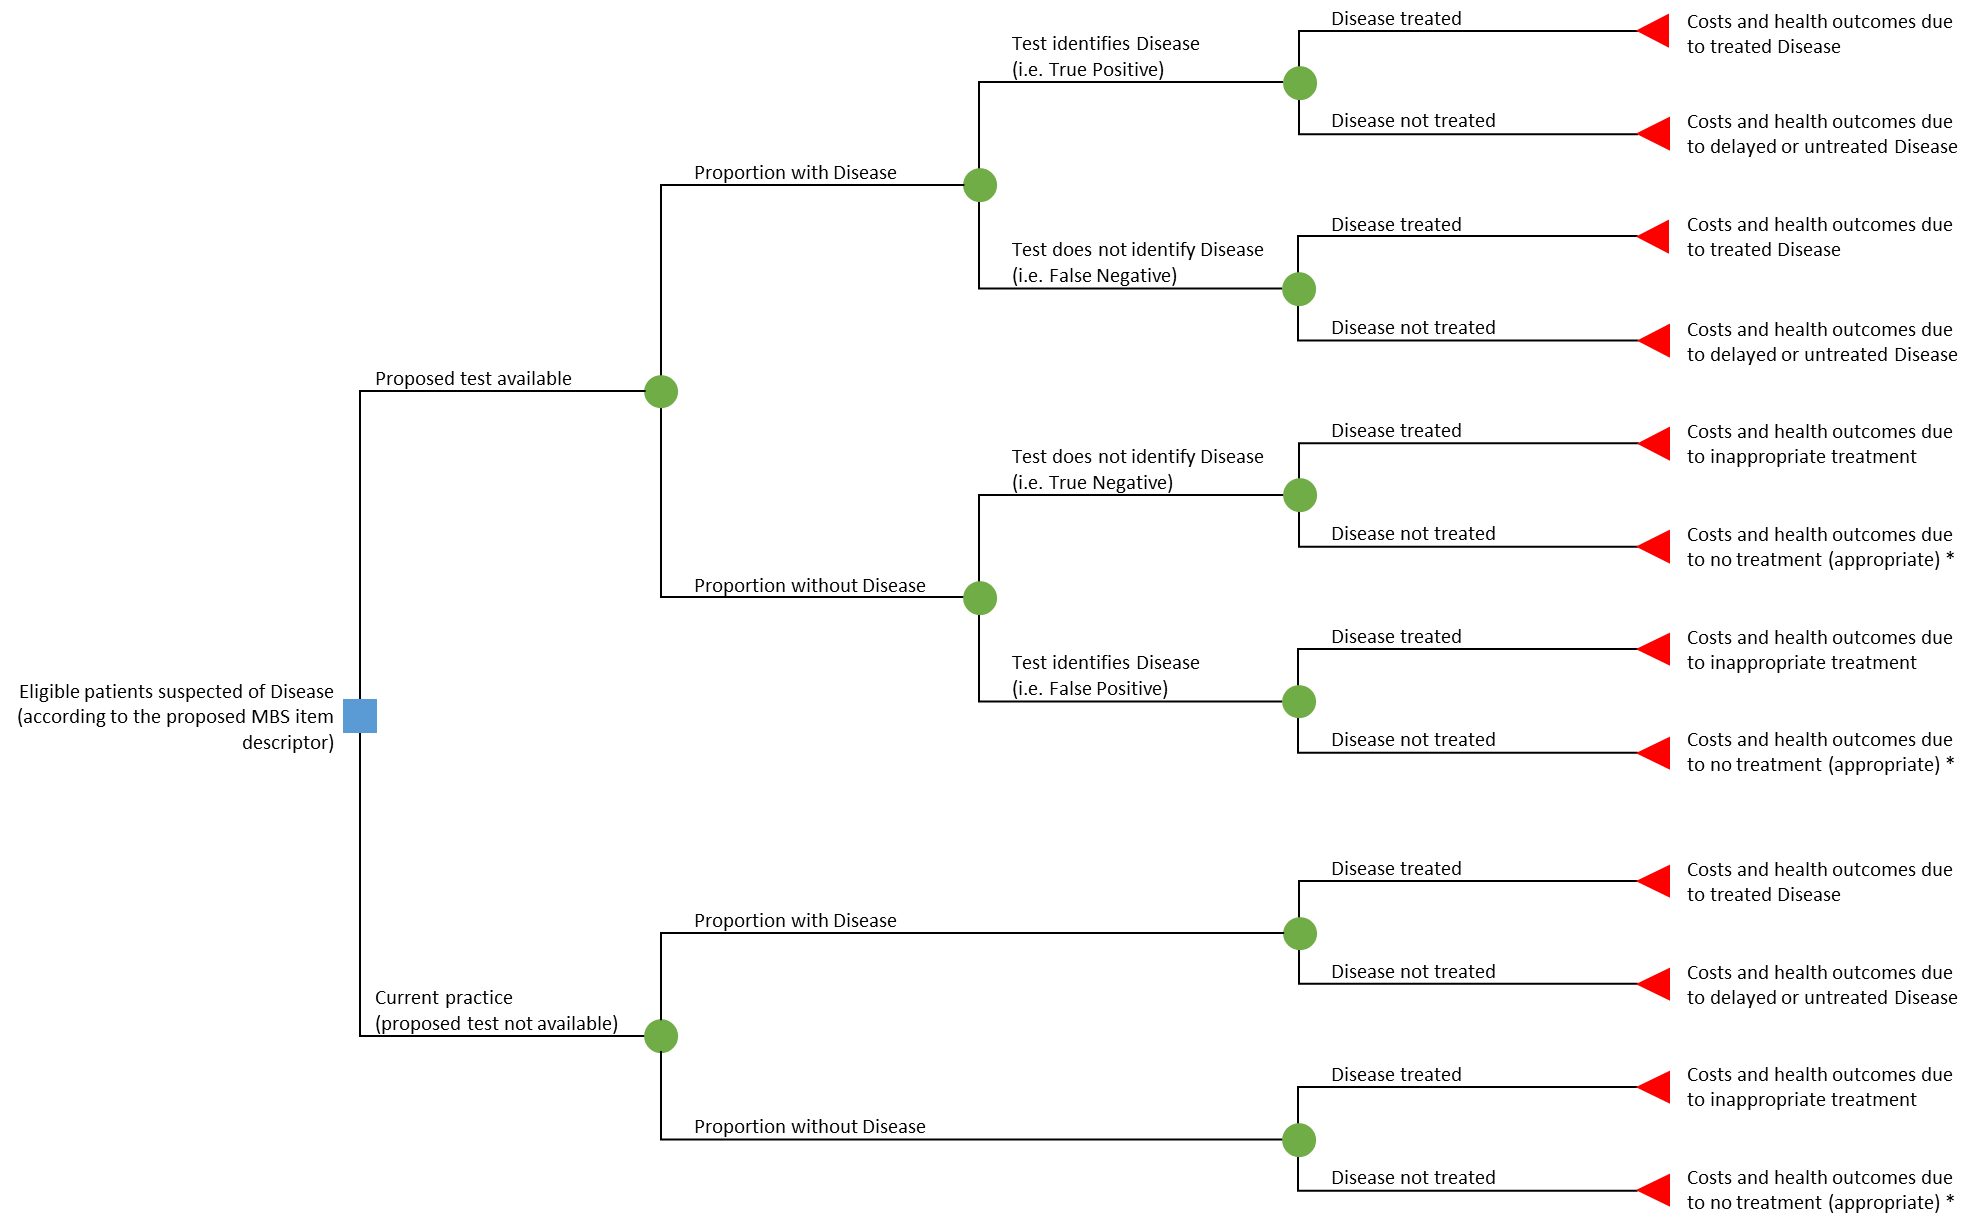 Disease treated
Costs and health outcomes due
to treated Disease
Test identifies Disease
(i.e. True Positive)
Disease not treated
Costs and health outcomes due
to delayed or untreated Disease
Proportion with Disease
Disease treated
Costs and health outcomes due
to treated Disease
Test does not identify Disease
(i.e. False Negative)
Disease not treated
Costs and health outcomes due
to delayed or untreated Disease
Proposed test available
Disease treated
Costs and health outcomes due
to inappropriate treatment
Test does not identify Disease
(i.e. True Negative)
Disease not treated
Costs and health outcomes due
to no treatment (appropriate) *
Proportion without Disease
Disease treated
Costs and health outcomes due
to inappropriate treatment
Test identifies Disease
(i.e. False Positive)
Disease not treated
Costs and health outcomes due
to no treatment (appropriate) *
Eligible patients suspected of Disease
(according to the proposed MBS item
descriptor)
Disease treated
Costs and health outcomes due
to treated Disease
Proportion with Disease
Disease not treated
Costs and health outcomes due
to delayed or untreated Disease
Current practice
(proposed test not available)
Disease treated
Costs and health outcomes due
to inappropriate treatment
Proportion without Disease
Disease not treated
Costs and health outcomes due
to no treatment (appropriate) *